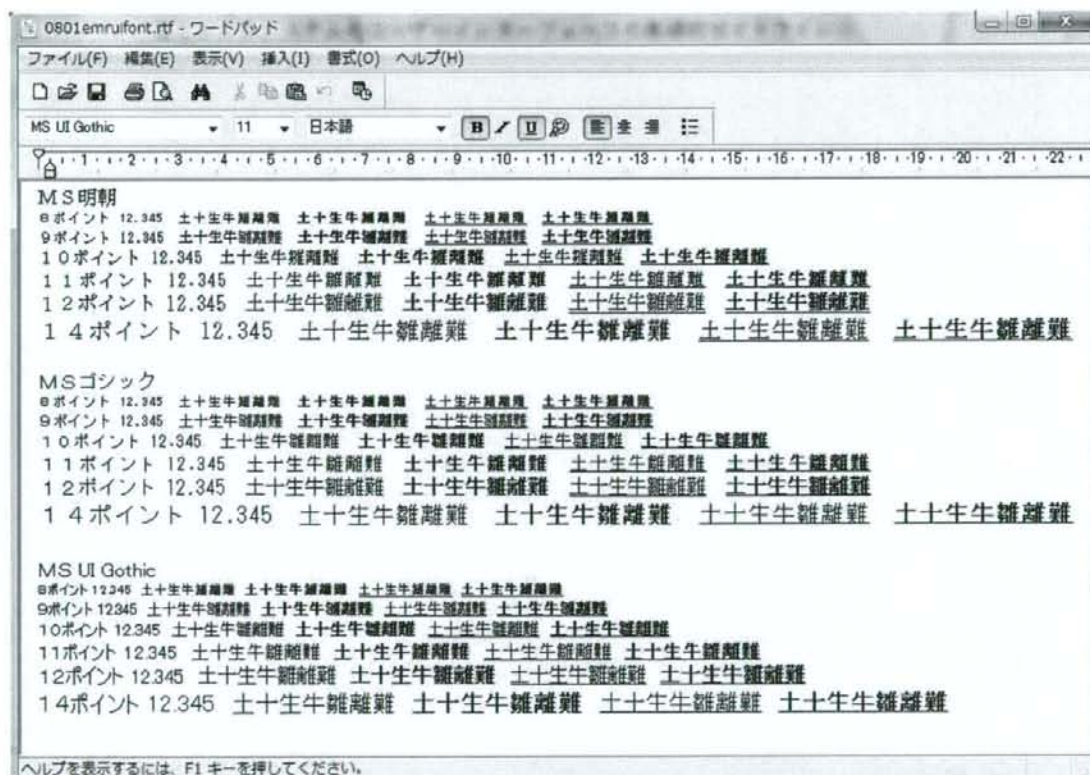 0801emruifont.rtf - ワードパッド
ファイル(F) 編集(E) 表示(V) 挿入(I) 書式(O) ヘルプ(H)
MS UI Gothic 11 日本語 B I U
1 2 3 4 5 6 7 8 9 10 11 12 13 14 15 16 17 18 19 20 21 22
ＭＳ明朝
8ポイント 12.345 土十生牛雛離難 土十生牛雛離難 土十生牛雛離難 土十生牛雛離難
9ポイント 12.345 土十生牛雛離難 土十生牛雛離難 土十生牛雛離難 土十生牛雛離難
１０ポイント 12.345 土十生牛雛離難 土十生牛雛離難 土十生牛雛離難 土十生牛雛離難
１１ポイント 12.345 土十生牛雛離難 土十生牛雛離難 土十生牛雛離難 土十生牛雛離難
１２ポイント 12.345 土十生牛雛離難 土十生牛雛離難 土十生牛雛離難 土十生牛雛離難
１４ポイント 12.345 土十生牛雛離難 土十生牛雛離難 土十生牛雛離難 土十生牛雛離難
ＭＳゴシック
8ポイント 12.345 土十生牛雛離難 土十生牛雛離難 土十生牛雛離難 土十生牛雛離難
9ポイント 12.345 土十生牛雛離難 土十生牛雛離難 土十生牛雛離難 土十生牛雛離難
１０ポイント 12.345 土十生牛雛離難 土十生牛雛離難 土十生牛雛離難 土十生牛雛離難
１１ポイント 12.345 土十生牛雛離難 土十生牛雛離難 土十生牛雛離難 土十生牛雛離難
１２ポイント 12.345 土十生牛雛離難 土十生牛雛離難 土十生牛雛離難 土十生牛雛離難
１４ポイント 12.345 土十生牛雛離難 土十生牛雛離難 土十生牛雛離難 土十生牛雛離難
MS UI Gothic
8ポイント 12.345 土十生牛雛離難 土十生牛雛離難 土十生牛雛離難 土十生牛雛離難
9ポイント 12.345 土十生牛雛離難 土十生牛雛離難 土十生牛雛離難 土十生牛雛離難
10ポイント 12.345 土十生牛雛離難 土十生牛雛離難 土十生牛雛離難 土十生牛雛離難
11ポイント 12.345 土十生牛雛離難 土十生牛雛離難 土十生牛雛離難 土十生牛雛離難
12ポイント 12.345 土十生牛雛離難 土十生牛雛離難 土十生牛雛離難 土十生牛雛離難
14ポイント 12.345 土十生牛雛離難 土十生牛雛離難 土十生牛雛離難 土十生牛雛離難
ヘルプを表示するには、F1 キーを押してください。